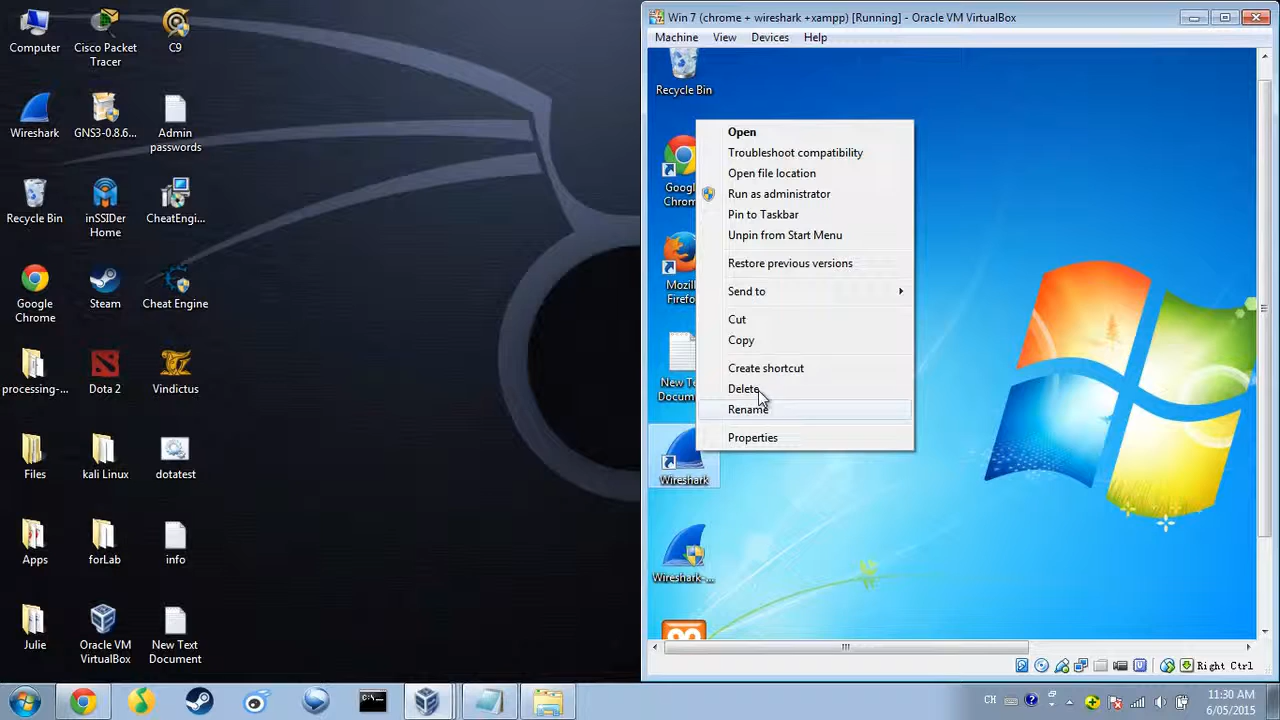 Computer
Cisco Packet
Tracer
C9
Wireshark
GNS3-0.8.6...
Admin
passwords
Recycle Bin
inSSIDer
Home
CheatEngi...
Google
Chrome
Steam
Cheat Engine
processing-...
Dota 2
Vindictus
Files
kali Linux
dotatest
Apps
forLab
info
Julie
Oracle VM
VirtualBox
New Text
Document
Win 7 (chrome + wireshark +xampp) [Running] - Oracle VM VirtualBox
Machine View Devices Help
Recycle Bin
Googl
Chrom
Mozil
Firefo
New Te
Docum
Wireshark
Wireshark-...
Open
Troubleshoot compatibility
Open file location
Run as administrator
Pin to Taskbar
Unpin from Start Menu
Restore previous versions
Send to
Cut
Copy
Create shortcut
Delete
Rename
Properties
Right Ctrl
CH
11:30 AM
6/05/2015